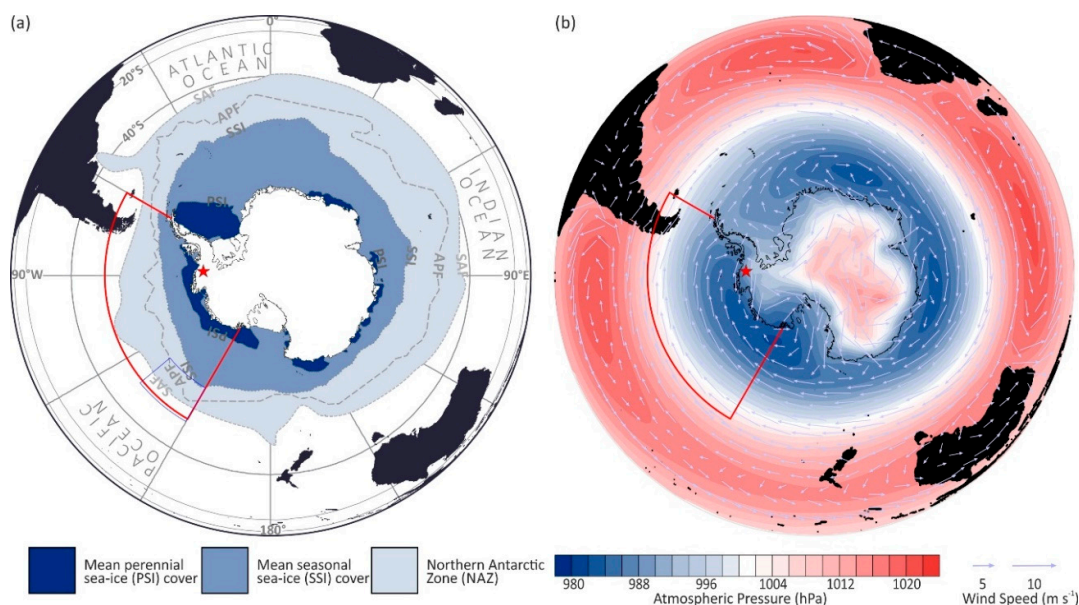 (a)
0°
20°S
40°S
ATLANTIC
OCEAN
SAF
APF
SSI
PSI
INDIAN
OCEAN
90°W
PSI
SSI
APF
SAF
90°E
PSI
SSI
APF
SAF
PACIFIC
OCEAN
180°
Mean perennial
sea-ice (PSI) cover
Mean seasonal
sea-ice (SSI) cover
Northern Antarctic
Zone (NAZ)
(b)
980 988 996 1004 1012 1020
Atmospheric Pressure (hPa)
5 10
Wind Speed (m s⁻¹)